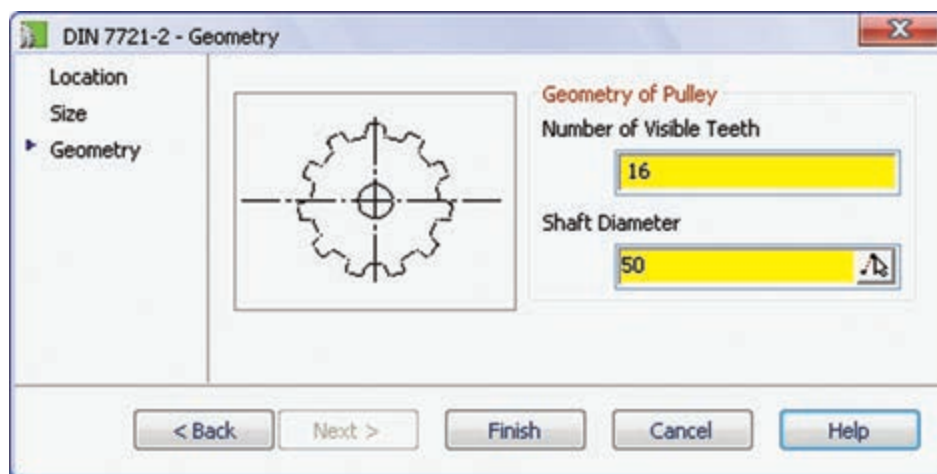 DIN 7721-2 - Geometry
Location
Size
Geometry
Geometry of Pulley
Number of Visible Teeth
16
Shaft Diameter
50
< Back
Next >
Finish
Cancel
Help